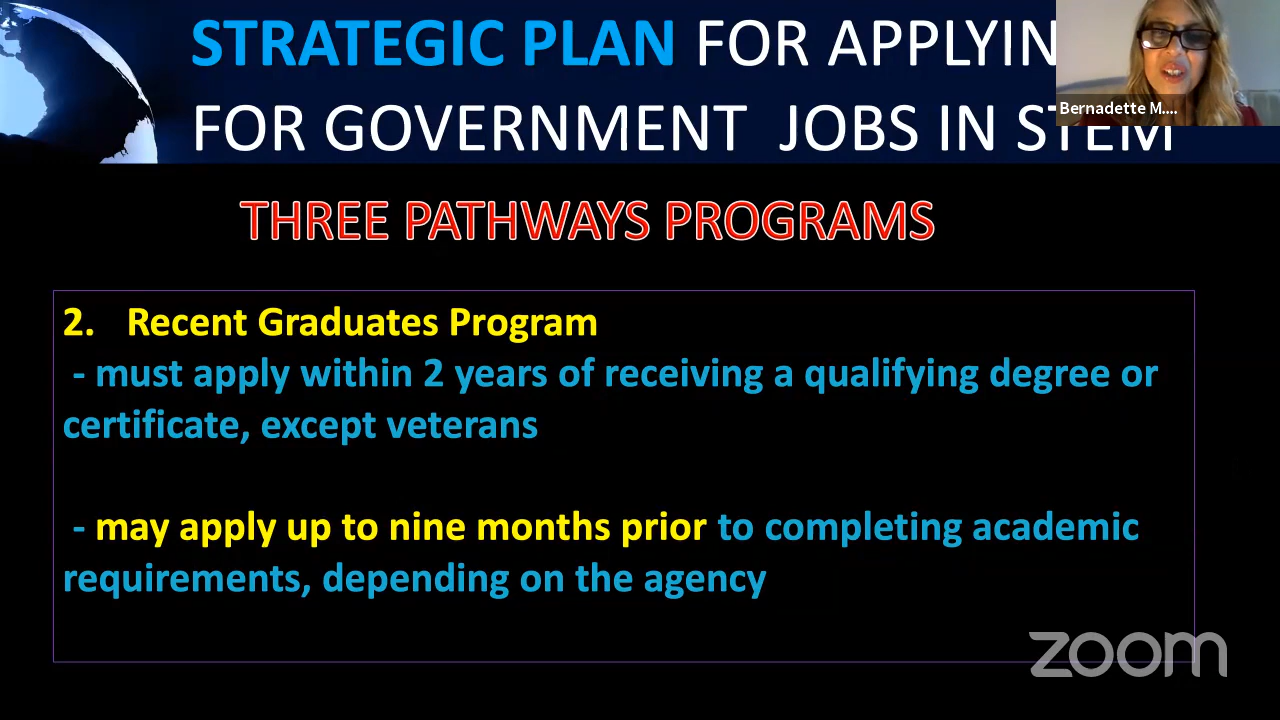 STRATEGIC PLAN FOR APPLYIN
FOR GOVERNMENT JOBS IN STEM
Bernadette M....
THREE PATHWAYS PROGRAMS
2. Recent Graduates Program
- must apply within 2 years of receiving a qualifying degree or
certificate, except veterans
- may apply up to nine months prior to completing academic
requirements, depending on the agency
zoom